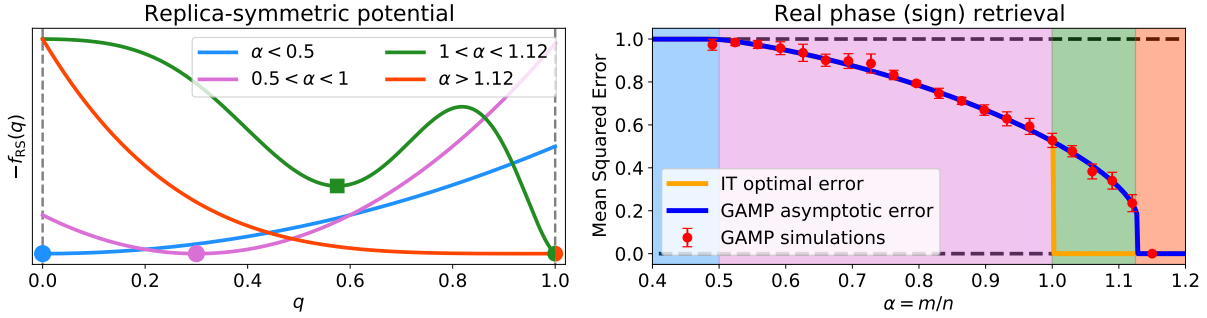 Replica-symmetric potential
−f_RS(q)
α < 0.5
0.5 < α < 1
1 < α < 1.12
α > 1.12
0.0 0.2 0.4 0.6 0.8 1.0
q
Real phase (sign) retrieval
Mean Squared Error
1.0
0.8
0.6
0.4
0.2
0.0
IT optimal error
GAMP asymptotic error
GAMP simulations
0.4 0.5 0.6 0.7 0.8 0.9 1.0 1.1 1.2
α = m/n